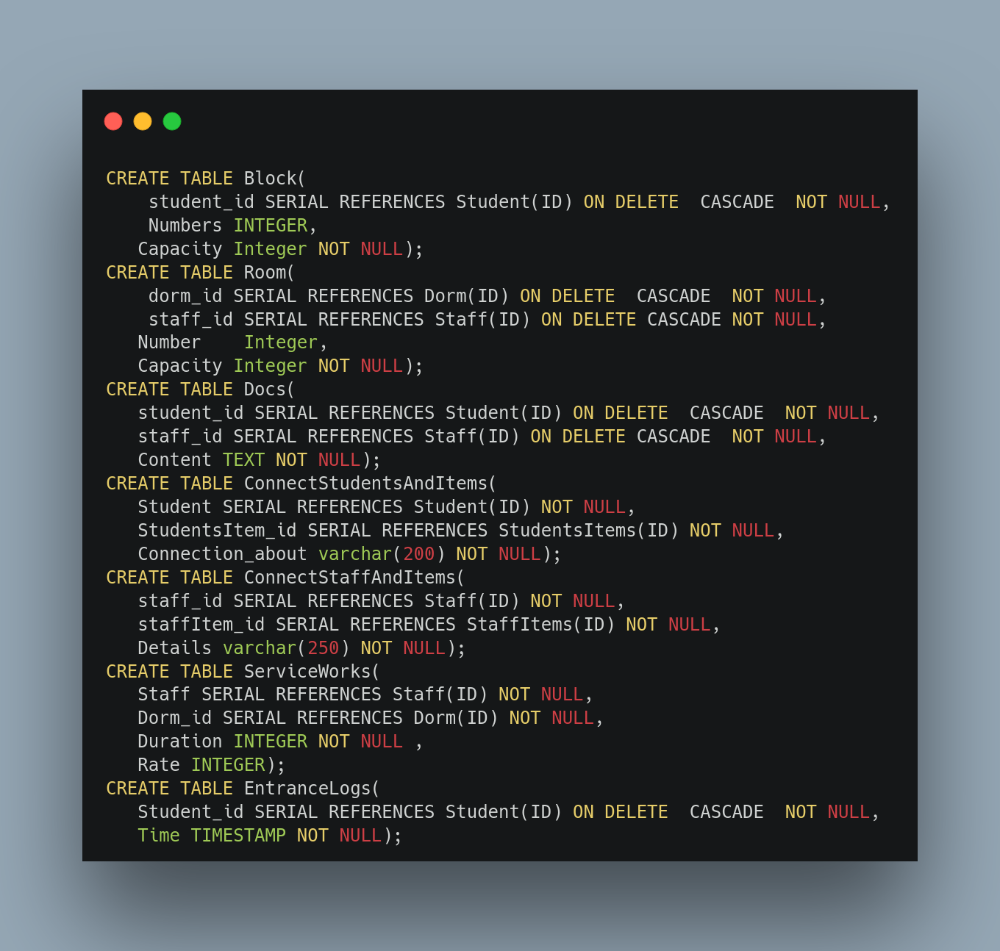 CREATE TABLE Block(
    student_id SERIAL REFERENCES Student(ID) ON DELETE  CASCADE  NOT NULL,
    Numbers INTEGER,
   Capacity Integer NOT NULL);
CREATE TABLE Room(
    dorm_id SERIAL REFERENCES Dorm(ID) ON DELETE  CASCADE  NOT NULL,
    staff_id SERIAL REFERENCES Staff(ID) ON DELETE CASCADE NOT NULL,
   Number    Integer,
   Capacity Integer NOT NULL);
CREATE TABLE Docs(
   student_id SERIAL REFERENCES Student(ID) ON DELETE  CASCADE  NOT NULL,
   staff_id SERIAL REFERENCES Staff(ID) ON DELETE CASCADE  NOT NULL,
   Content TEXT NOT NULL);
CREATE TABLE ConnectStudentsAndItems(
   Student SERIAL REFERENCES Student(ID) NOT NULL,
   StudentsItem_id SERIAL REFERENCES StudentsItems(ID) NOT NULL,
   Connection_about varchar(200) NOT NULL);
CREATE TABLE ConnectStaffAndItems(
   staff_id SERIAL REFERENCES Staff(ID) NOT NULL,
   staffItem_id SERIAL REFERENCES StaffItems(ID) NOT NULL,
   Details varchar(250) NOT NULL);
CREATE TABLE ServiceWorks(
   Staff SERIAL REFERENCES Staff(ID) NOT NULL,
   Dorm_id SERIAL REFERENCES Dorm(ID) NOT NULL,
   Duration INTEGER NOT NULL ,
   Rate INTEGER);
CREATE TABLE EntranceLogs(
   Student_id SERIAL REFERENCES Student(ID) ON DELETE  CASCADE  NOT NULL,
   Time TIMESTAMP NOT NULL);